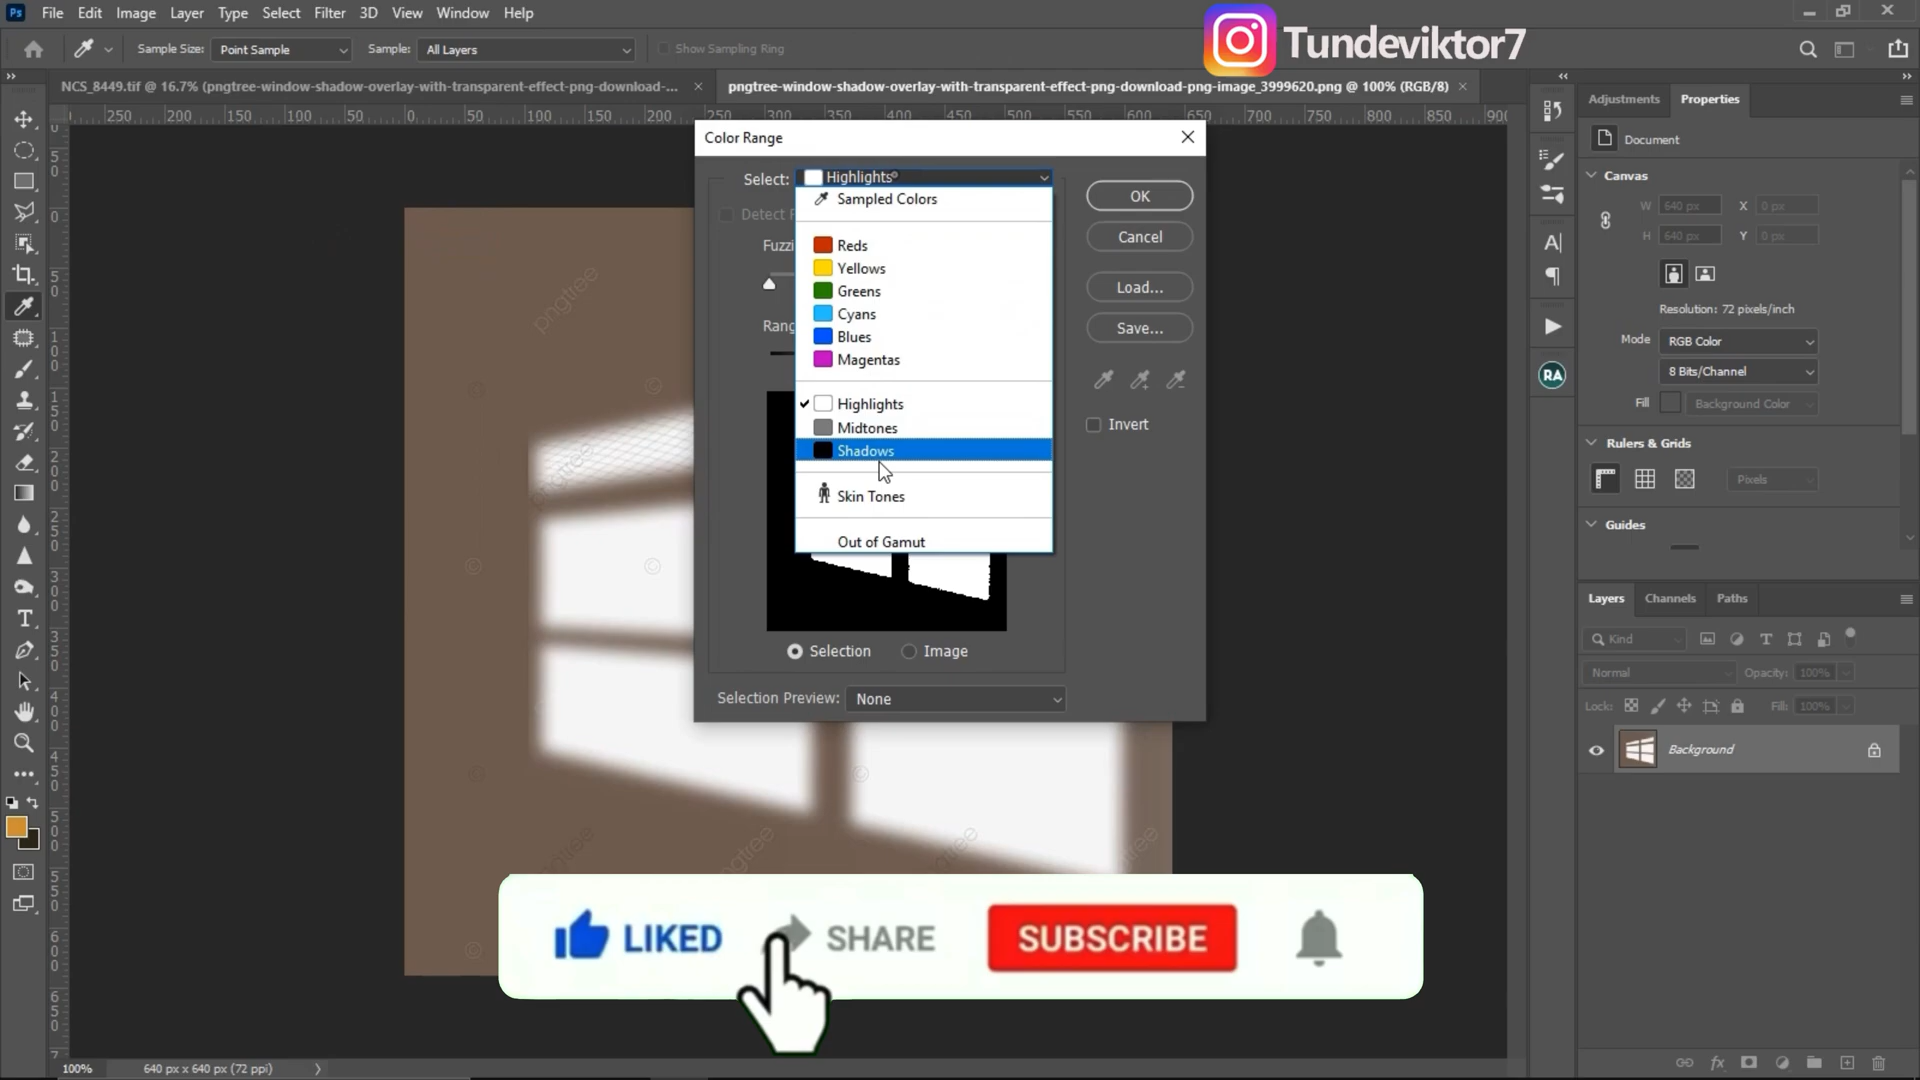 Ps File Edit Image Layer Type Select Filter 3D View Window Help
Tundeviktor7
Sample Size: Point Sample Sample: All Layers Show Sampling Ring
NCS_8449.tif @ 16.7% (pngtree-window-shadow-overlay-with-transparent-effect-png-download-...
pngtree-window-shadow-overlay-with-transparent-effect-png-download-png-image_3999620.png @ 100% (RGB/8)
250 200 150 100 50 0 50 100 150 200 250 300 350 400 450 500 550 600 650 700 750 800 850 900
Color Range
Select: Highlights
Sampled Colors
Reds
Yellows
Greens
Cyans
Blues
Magentas
Highlights
Midtones
Shadows
Skin Tones
Out of Gamut
Detect
Fuzzi
Rang
OK
Cancel
Load...
Save...
Invert
Selection Image
Selection Preview: None
pngtree
pngtree
pngtree
pngtree
pngtree
pngtree
Adjustments Properties
Document
Canvas
W 640 px X 0 px
H 640 px Y 0 px
Resolution: 72 pixels/inch
Mode RGB Color
8 Bits/Channel
Fill Background Color
Rulers & Grids
Pixels
Guides
RA
Layers Channels Paths
Kind
Normal Opacity: 100%
Lock: Fill: 100%
Background
LIKED SHARE SUBSCRIBE
100% 640 px x 640 px (72 ppi)